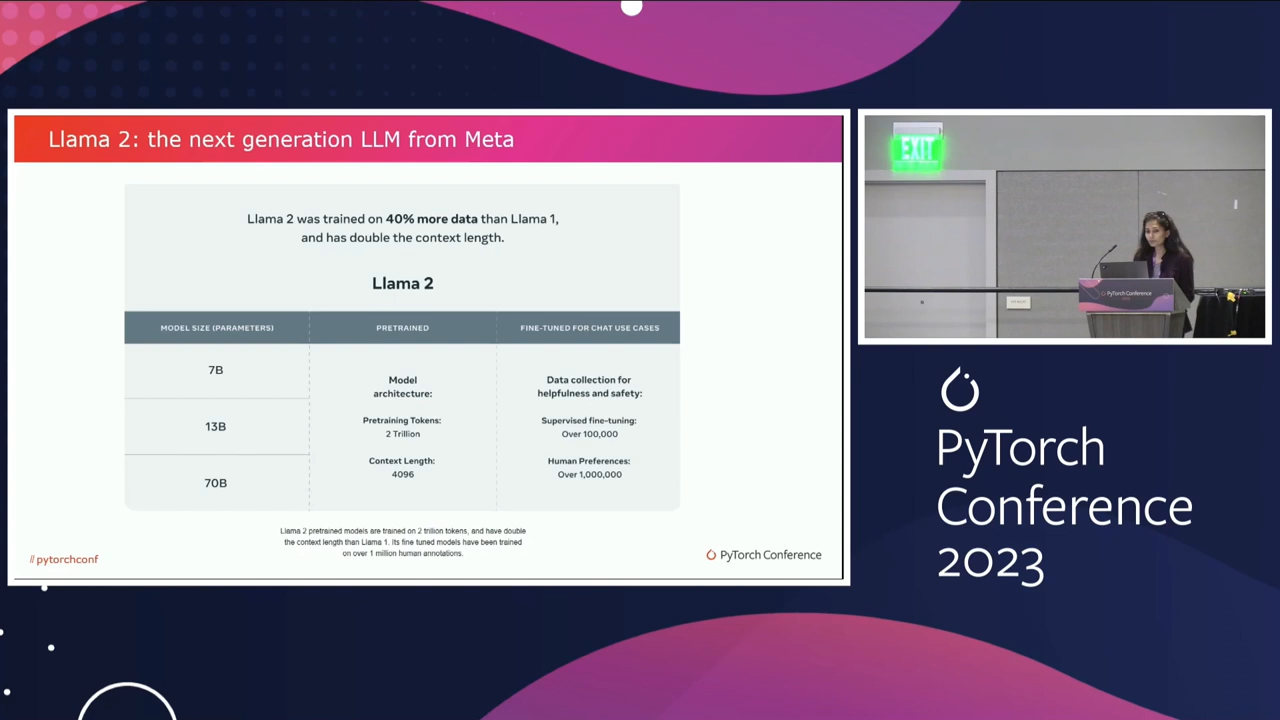 Llama 2: the next generation LLM from Meta
Llama 2 was trained on 40% more data than Llama 1,
and has double the context length.
Llama 2
MODEL SIZE (PARAMETERS)
PRETRAINED
FINE-TUNED FOR CHAT USE CASES
7B
13B
70B
Model
architecture:
Pretraining Tokens:
2 Trillion
Context Length:
4096
Data collection for
helpfulness and safety:
Supervised fine-tuning:
Over 100,000
Human Preferences:
Over 1,000,000
Llama 2 pretrained models are trained on 2 trillion tokens, and have double
the context length than Llama 1. Its fine tuned models have been trained
on over 1 million human annotations.
//pytorchconf
PyTorch Conference
EXIT
PyTorch Conference
PyTorch
Conference
2023